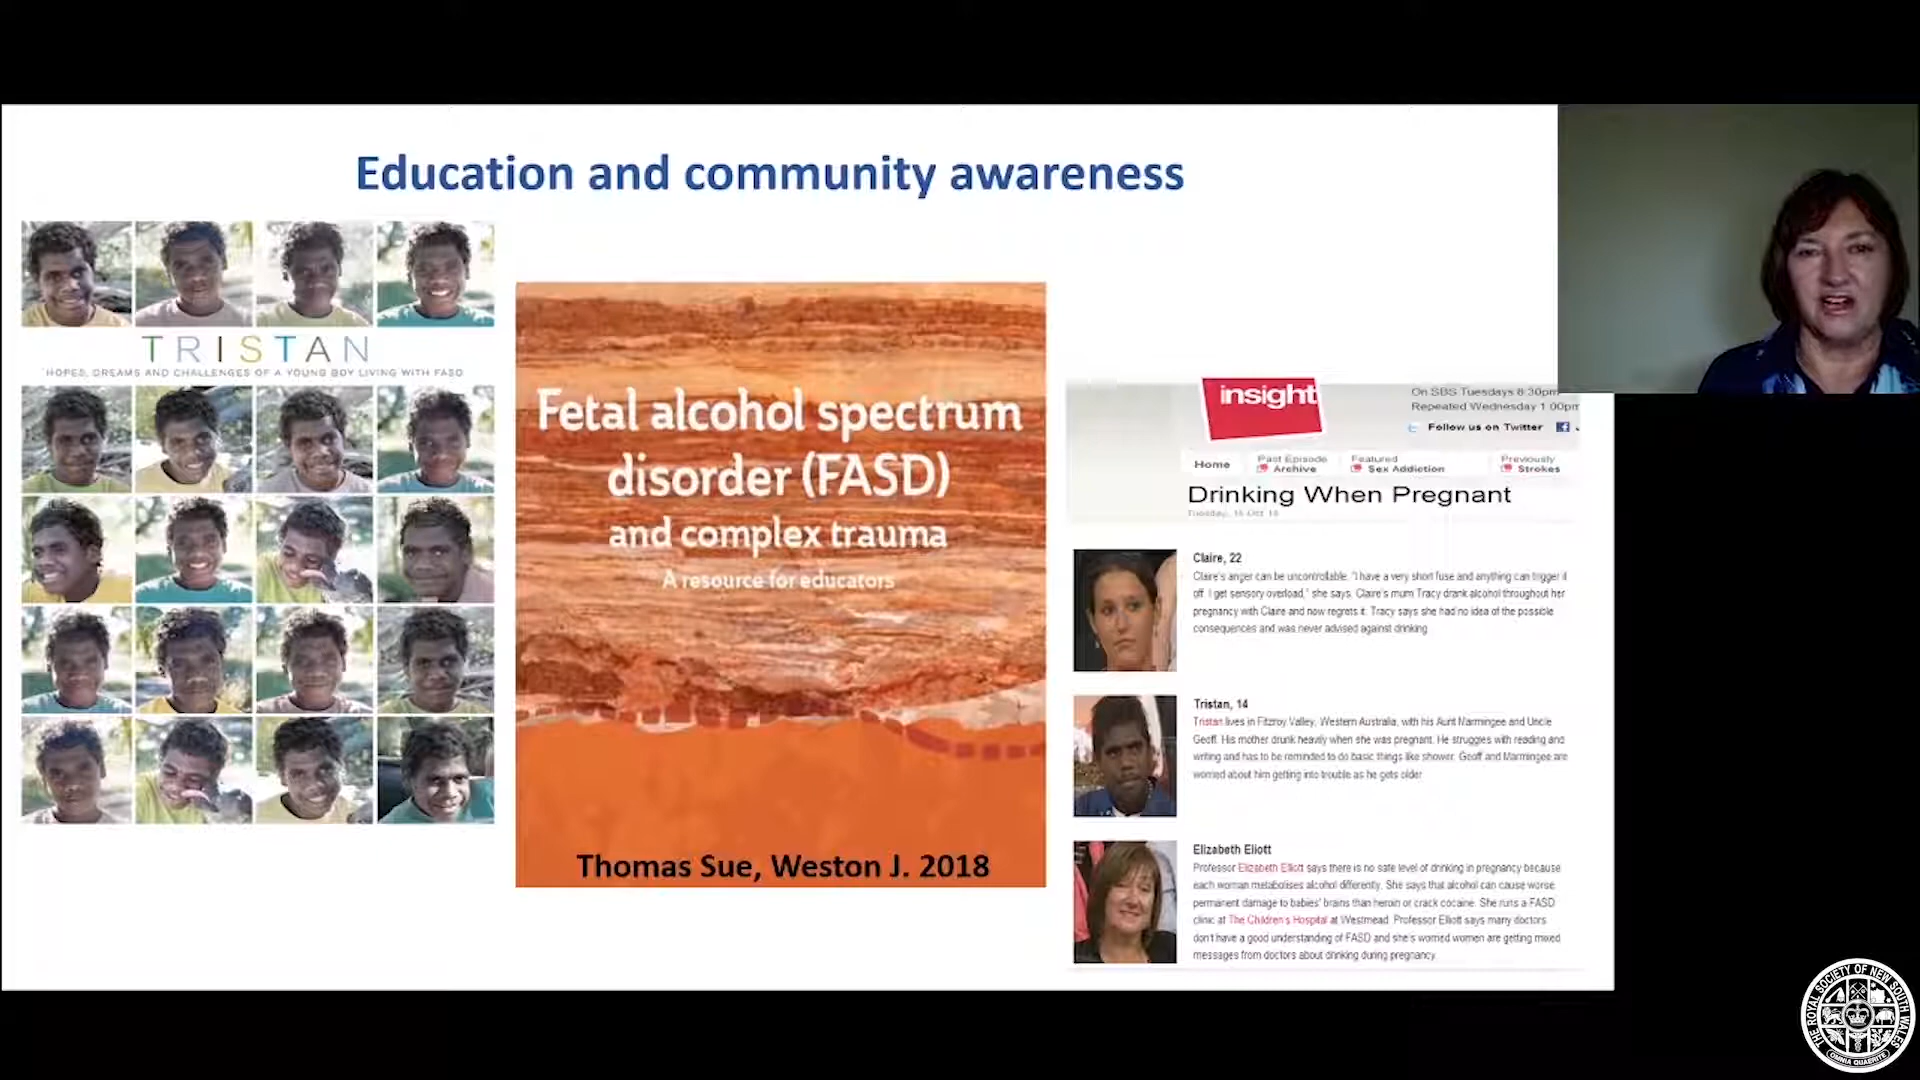 Education and community awareness
TRISTAN
HOPES, DREAMS AND CHALLENGES OF A YOUNG BOY LIVING WITH FASD
Fetal alcohol spectrum
disorder (FASD)
and complex trauma
A resource for educators
Thomas Sue, Weston J. 2018
insight
On SBS Tuesdays 8:30pm
Repeated Wednesday 1:00pm
Follow us on Twitter
Home
Past Episode
Archive
Featured
Sex Addiction
Previously
Strokes
Drinking When Pregnant
Tuesday,
Claire, 22
Claire's anger can be uncontrollable. "I have a very short fuse and anything can trigger it
off. I get sensory overload," she says. Claire's mum Tracy drank alcohol throughout her
pregnancy with Claire and now regrets it. Tracy says she had no idea of the possible
consequences and was never advised against drinking
Tristan, 14
Tristan lives in Fitzroy Valley, Western Australia, with his Aunt Marmingee and Uncle
Geoff. His mother drunk heavily when she was pregnant. He struggles with reading and
writing and has to be reminded to do basic things like shower. Geoff and Marmingee are
worried about him getting into trouble as he gets older
Elizabeth Eliott
Professor Elizabeth Elliott says there is no safe level of drinking in pregnancy because
each woman metabolises alcohol differently. She says that alcohol can cause worse
permanent damage to babies' brains than heroin or crack cocaine. She runs a FASD
clinic at The Children's Hospital at Westmead. Professor Elliott says many doctors
don't have a good understanding of FASD and she's worried women are getting mixed
messages from doctors about drinking during pregnancy.
THE ROYAL SOCIETY OF NEW SOUTH WALES
OMNIA QUAERITE